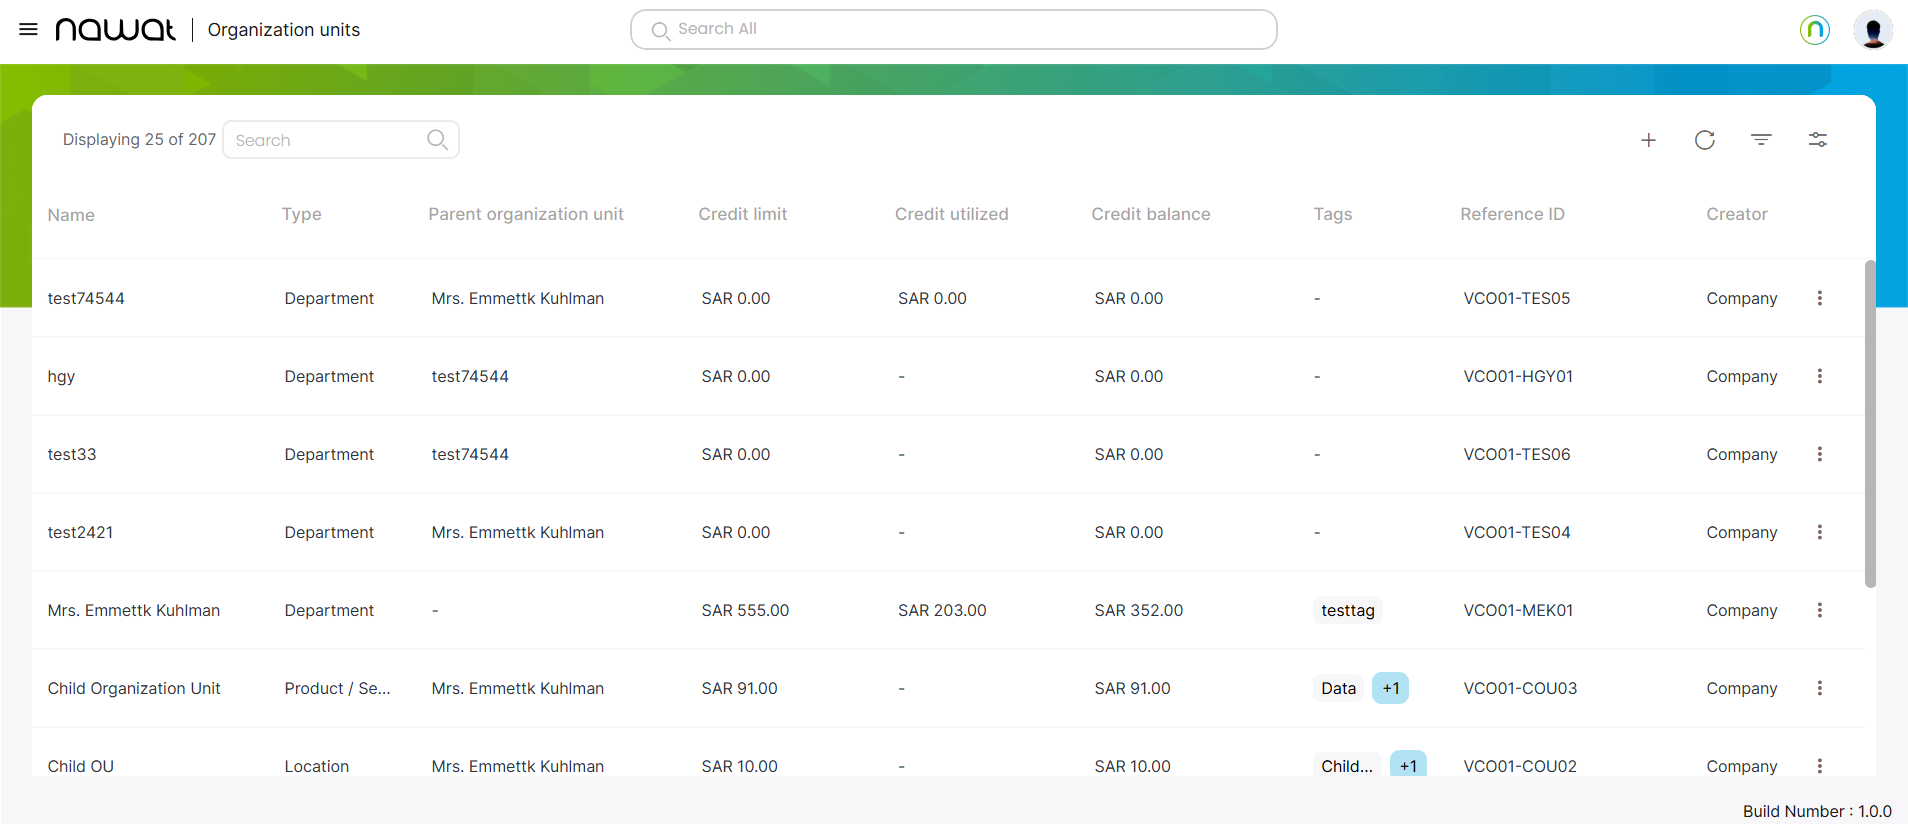 nawat | Organization units Search All
Displaying 25 of 207 Search
Name Type Parent organization unit Credit limit Credit utilized Credit balance Tags Reference ID Creator
test74544 Department Mrs. Emmettk Kuhlman SAR 0.00 SAR 0.00 SAR 0.00 - VCO01-TES05 Company
hgy Department test74544 SAR 0.00 - SAR 0.00 - VCO01-HGY01 Company
test33 Department test74544 SAR 0.00 - SAR 0.00 - VCO01-TES06 Company
test2421 Department Mrs. Emmettk Kuhlman SAR 0.00 - SAR 0.00 - VCO01-TES04 Company
Mrs. Emmettk Kuhlman Department - SAR 555.00 SAR 203.00 SAR 352.00 testtag VCO01-MEK01 Company
Child Organization Unit Product / Se... Mrs. Emmettk Kuhlman SAR 91.00 - SAR 91.00 Data +1 VCO01-COU03 Company
Child OU Location Mrs. Emmettk Kuhlman SAR 10.00 - SAR 10.00 Child... +1 VCO01-COU02 Company
Build Number : 1.0.0